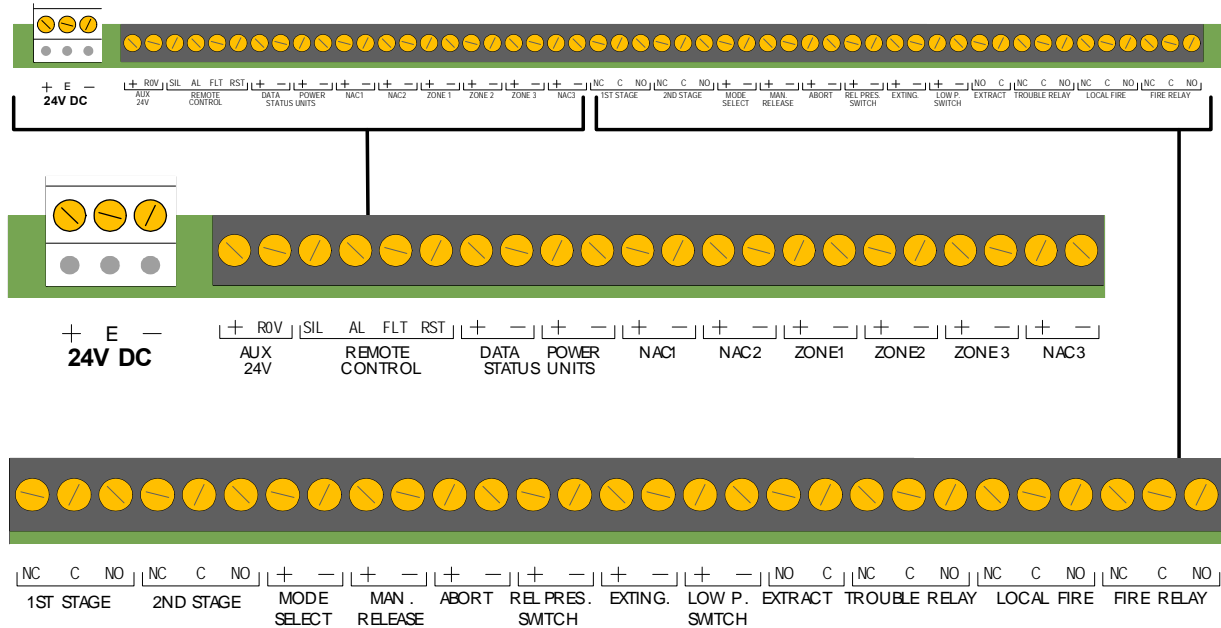 + E —
24V DC
+ R0V SIL AL FLT RST + — + — + — + — + — + — + — + — NC C NO NC C NO + — + — + — + — + — + — NO C NC C NO NC C NO NC C NO
AUX REMOTE DATA POWER NAC1 NAC2 ZONE 1 ZONE 2 ZONE 3 NAC3 1ST STAGE 2ND STAGE MODE MAN. ABORT REL PRES. EXTING. LOW P. EXTRACT TROUBLE RELAY LOCAL FIRE FIRE RELAY
24V CONTROL STATUS UNITS SELECT RELEASE SWITCH SWITCH
+ E —
24V DC
+ R0V SIL AL FLT RST + — + — + — + — + — + — + — + —
AUX REMOTE DATA POWER NAC1 NAC2 ZONE1 ZONE2 ZONE 3 NAC3
24V CONTROL STATUS UNITS
NC C NO NC C NO + — + — + — + — + — + — NO C NC C NO NC C NO NC C NO
1ST STAGE 2ND STAGE MODE MAN. ABORT REL PRES. EXTING. LOW P. EXTRACT TROUBLE RELAY LOCAL FIRE FIRE RELAY
SELECT RELEASE SWITCH SWITCH